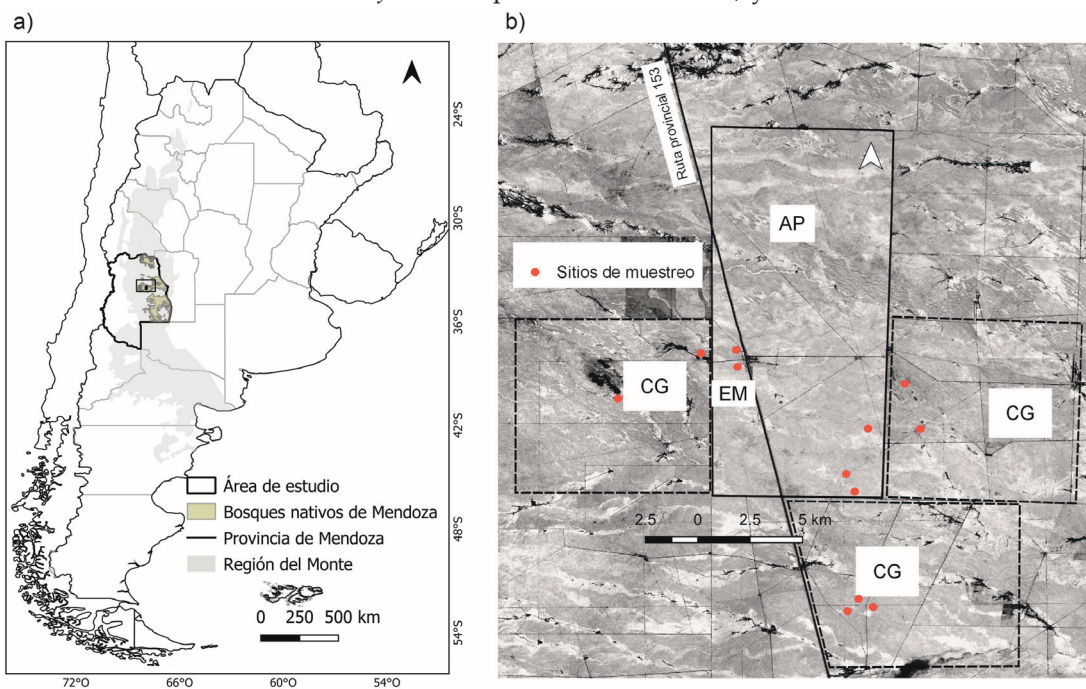 a)
b)
24°S
30°S
36°S
42°S
48°S
54°S
Área de estudio
Bosques nativos de Mendoza
Provincia de Mendoza
Región del Monte
0 250 500 km
72°O 66°O 60°O 54°O
Ruta provincial 153
AP
Sitios de muestreo
CG
EM
CG
2.5 0 2.5 5 km
CG